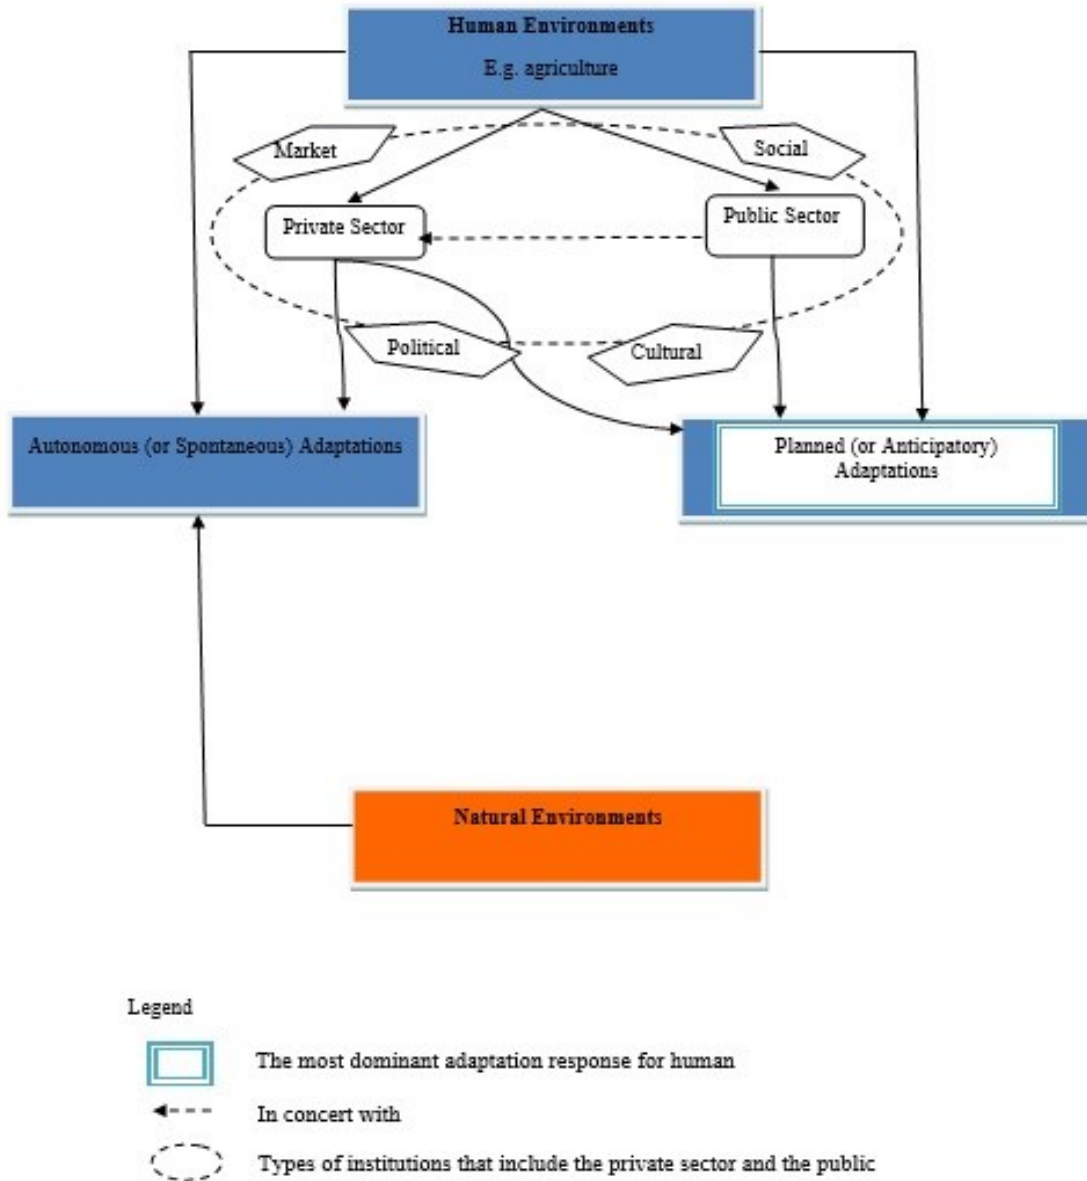 Human Environments
E.g. agriculture
Market
Social
Private Sector
Public Sector
Political
Cultural
Autonomous (or Spontaneous) Adaptations
Planned (or Anticipatory)
Adaptations
Natural Environments
Legend
The most dominant adaptation response for human
In concert with
Types of institutions that include the private sector and the public